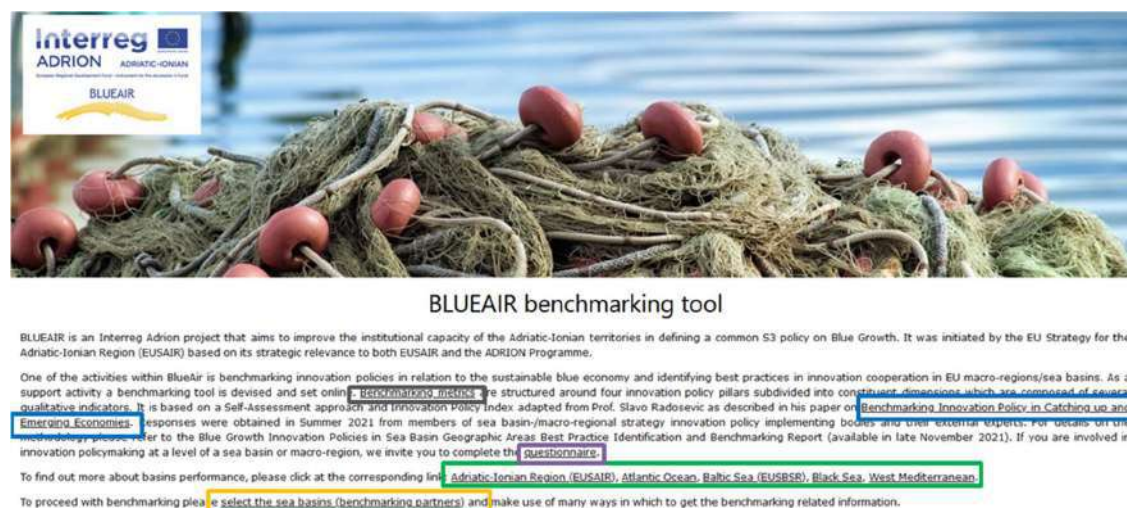 Interreg
ADRION ADRIATIC-IONIAN
European Regional Development Fund - Instrument for Pre-Accession II Fund
BLUEAIR
BLUEAIR benchmarking tool
BLUEAIR is an Interreg Adrion project that aims to improve the institutional capacity of the Adriatic-Ionian territories in defining a common S3 policy on Blue Growth. It was initiated by the EU Strategy for the
Adriatic-Ionian Region (EUSAIR) based on its strategic relevance to both EUSAIR and the ADRION Programme.
One of the activities within BlueAir is benchmarking innovation policies in relation to the sustainable blue economy and identifying best practices in innovation cooperation in EU macro-regions/sea basins. As a
support activity a benchmarking tool is devised and set online. Benchmarking metrics are structured around four innovation policy pillars subdivided into constituent dimensions which are composed of several
qualitative indicators. It is based on a Self-Assessment approach and Innovation Policy Index adapted from Prof. Slavo Radosevic as described in his paper on Benchmarking Innovation Policy in Catching up and
Emerging Economies. Responses were obtained in Summer 2021 from members of sea basin-/macro-regional strategy innovation policy implementing bodies and their external experts. For details on the
methodology please refer to the Blue Growth Innovation Policies in Sea Basin Geographic Areas Best Practice Identification and Benchmarking Report (available in late November 2021). If you are involved in
innovation policymaking at a level of a sea basin or macro-region, we invite you to complete the questionnaire.
To find out more about basins performance, please click at the corresponding link: Adriatic-Ionian Region (EUSAIR), Atlantic Ocean, Baltic Sea (EUSBSR), Black Sea, West Mediterranean.
To proceed with benchmarking please select the sea basins (benchmarking partners) and make use of many ways in which to get the benchmarking related information.